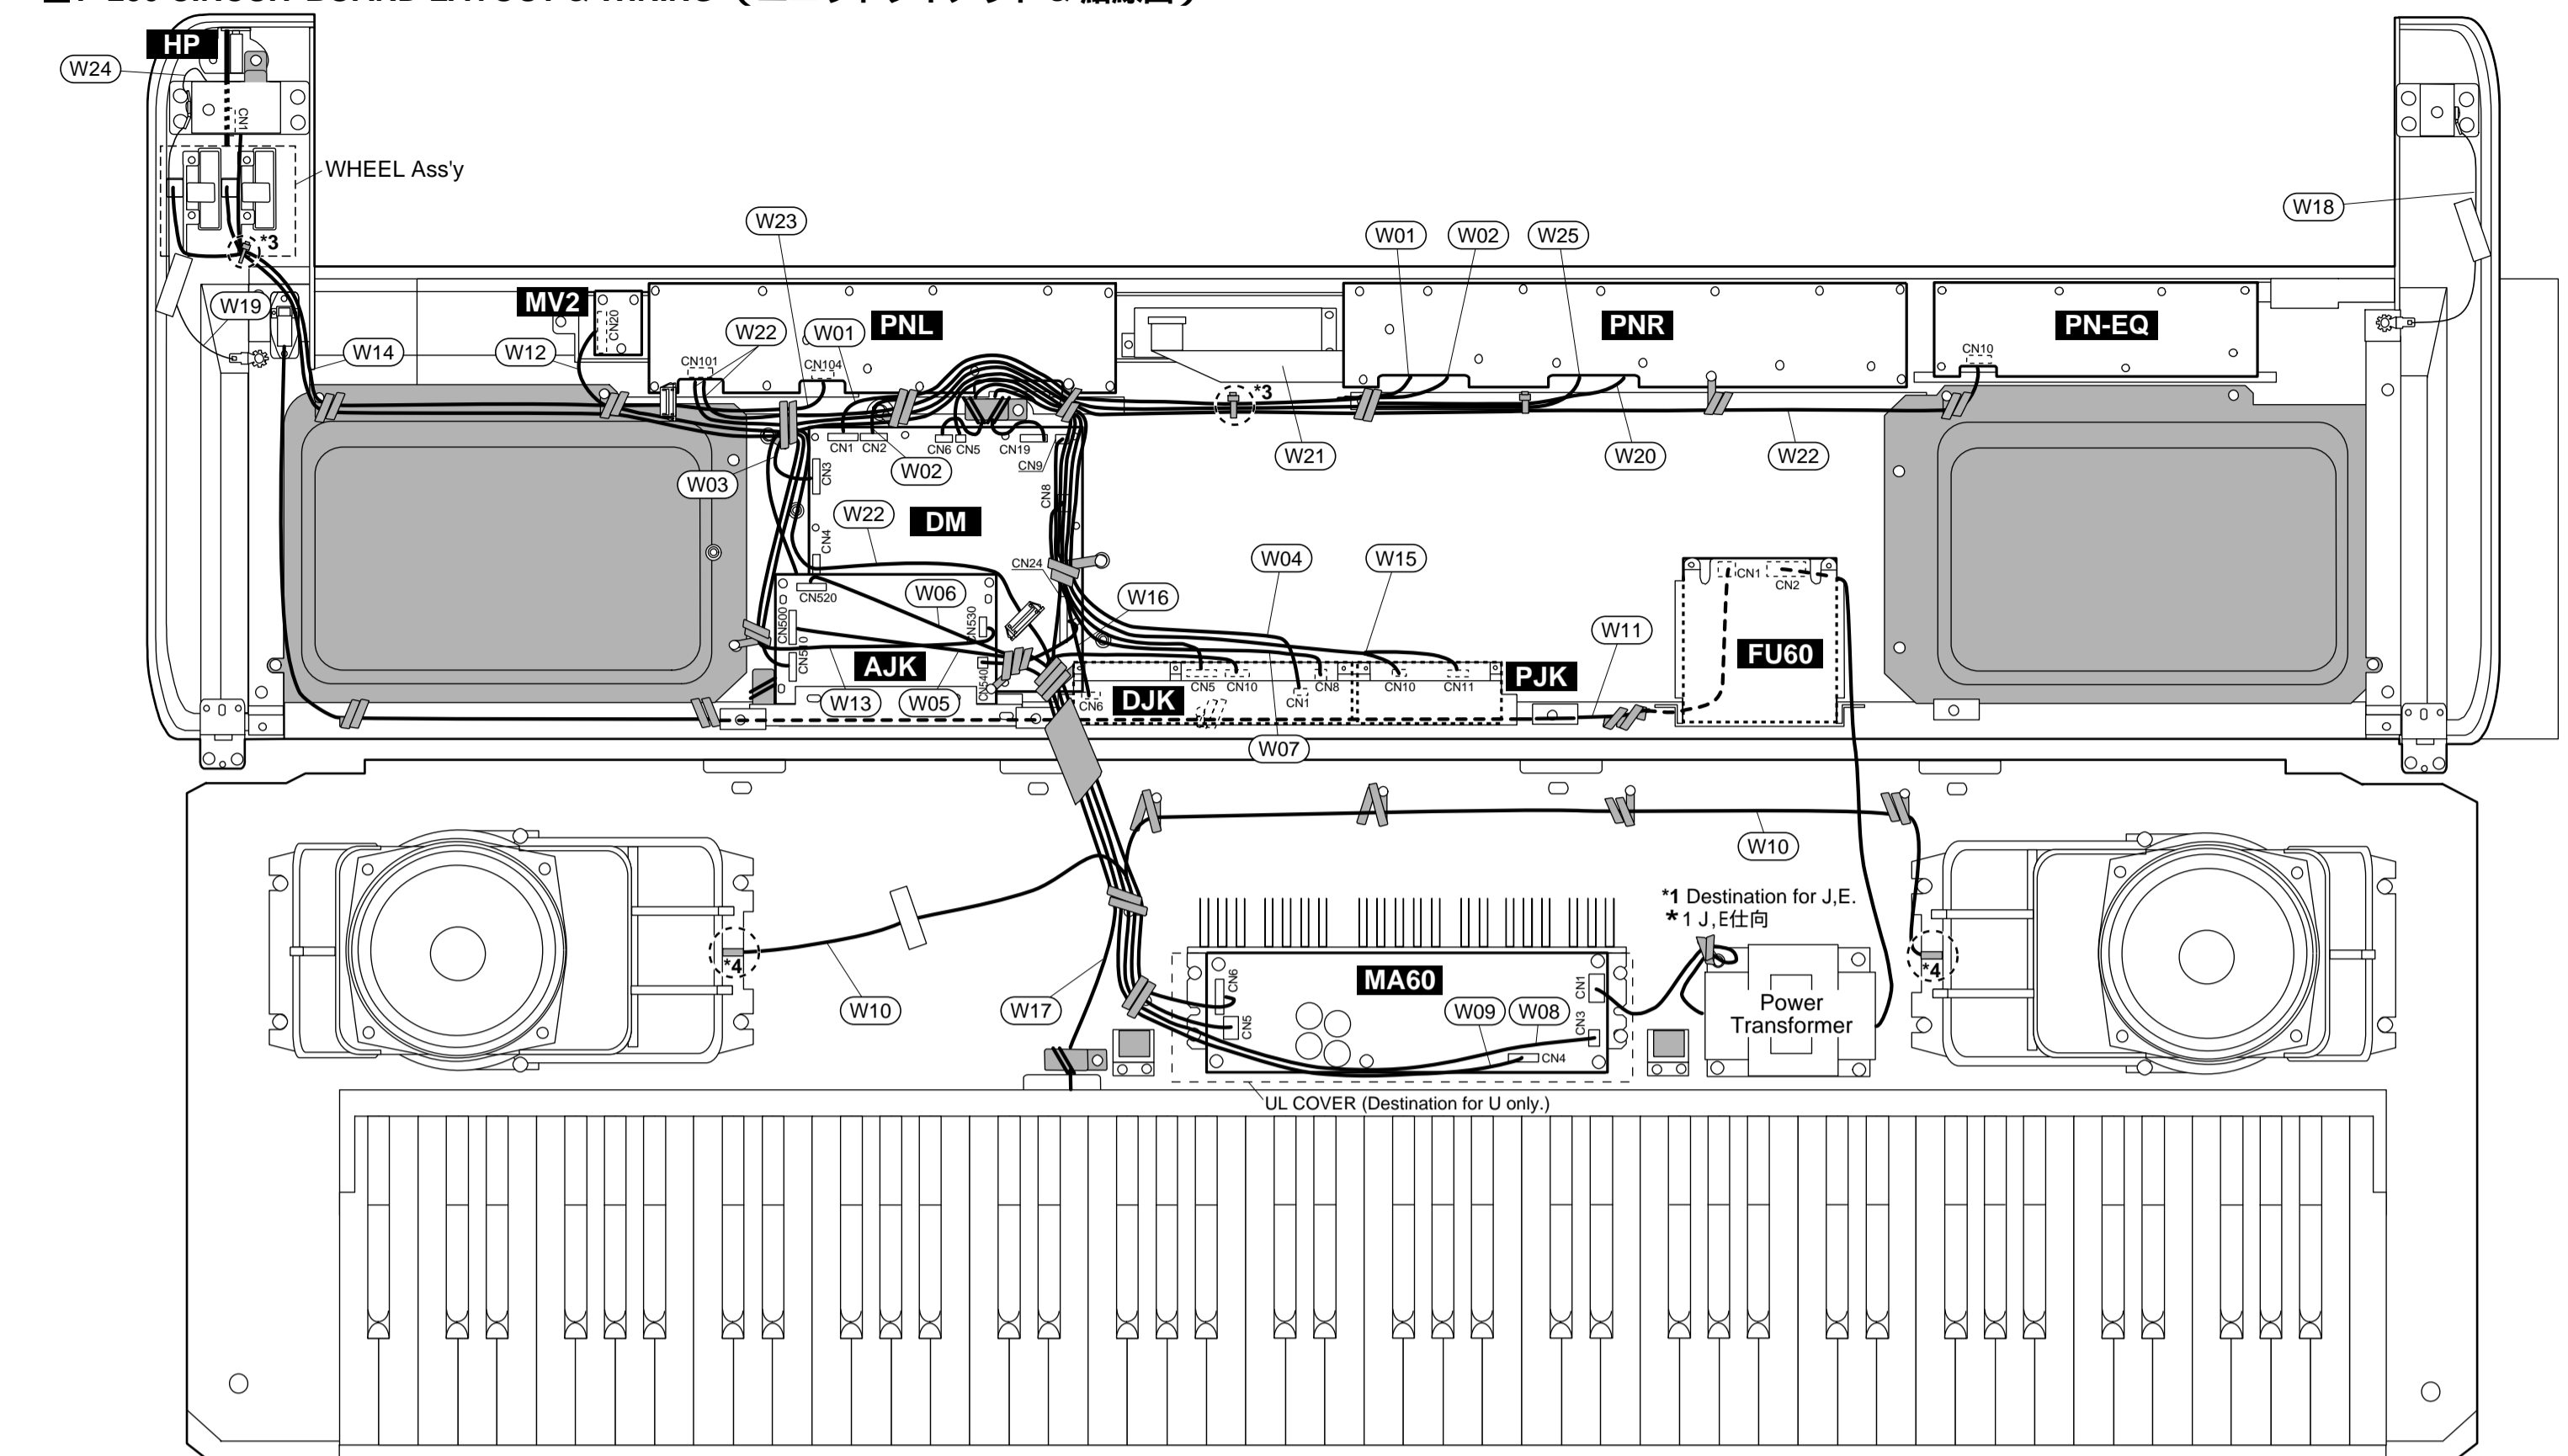 HP
W24
CN1
WHEEL Ass'y
*3
W19
W14
W12
MV2
CN20
W23
W22
W01
PNL
CN101
CN104
W01
W02
W25
PNR
PN-EQ
CN10
W18
*3
W21
W20
W22
W03
CN1
CN2
CN6
CN5
CN19
CN9
W02
CN3
CN8
W22
DM
CN4
CN24
CN520
W06
CN530
CN500
CN510
AJK
CN540
W13
W05
W16
W04
W15
CN5
CN10
CN8
CN10
CN11
CN6
DJK
CN1
PJK
W07
W11
CN1
CN2
FU60
W10
*1 Destination for J,E.
*1 J,E仕向
*4
W10
W17
MA60
CN6
CN5
CN1
CN3
W09
W08
CN4
Power
Transformer
*4
UL COVER (Destination for U only.)